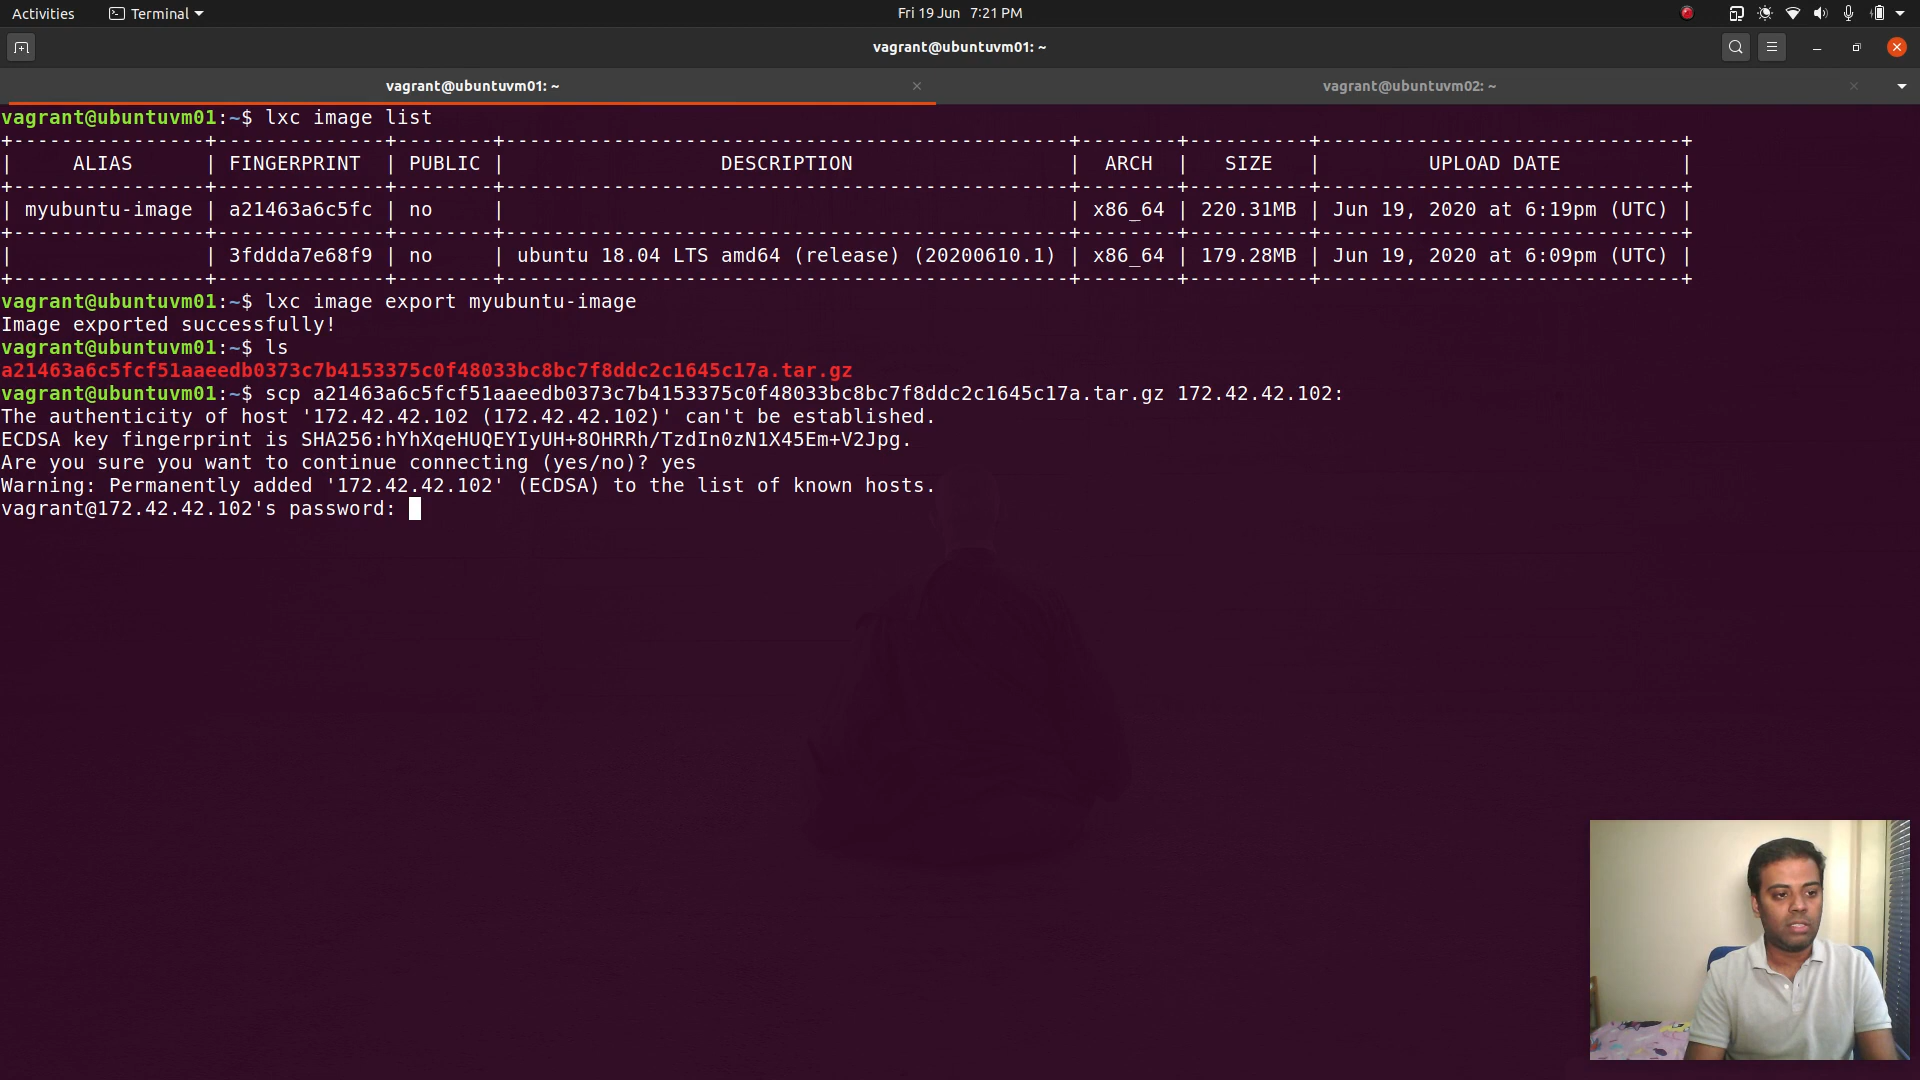 Activities Terminal Fri 19 Jun 7:21 PM
vagrant@ubuntuvm01: ~
vagrant@ubuntuvm01: ~ vagrant@ubuntuvm02: ~
vagrant@ubuntuvm01:~$ lxc image list
+----------------+--------------+--------+-----------------------------------------------+--------+----------+------------------------------+
|     ALIAS      | FINGERPRINT  | PUBLIC |                  DESCRIPTION                  |  ARCH  |   SIZE   |         UPLOAD DATE          |
+----------------+--------------+--------+-----------------------------------------------+--------+----------+------------------------------+
| myubuntu-image | a21463a6c5fc | no     |                                               | x86_64 | 220.31MB | Jun 19, 2020 at 6:19pm (UTC) |
+----------------+--------------+--------+-----------------------------------------------+--------+----------+------------------------------+
|                | 3fddda7e68f9 | no     | ubuntu 18.04 LTS amd64 (release) (20200610.1) | x86_64 | 179.28MB | Jun 19, 2020 at 6:09pm (UTC) |
+----------------+--------------+--------+-----------------------------------------------+--------+----------+------------------------------+
vagrant@ubuntuvm01:~$ lxc image export myubuntu-image
Image exported successfully!
vagrant@ubuntuvm01:~$ ls
a21463a6c5fcf51aaeedb0373c7b4153375c0f48033bc8bc7f8ddc2c1645c17a.tar.gz
vagrant@ubuntuvm01:~$ scp a21463a6c5fcf51aaeedb0373c7b4153375c0f48033bc8bc7f8ddc2c1645c17a.tar.gz 172.42.42.102:
The authenticity of host '172.42.42.102 (172.42.42.102)' can't be established.
ECDSA key fingerprint is SHA256:hYhXqeHUQEYIyUH+8OHRRh/TzdIn0zN1X45Em+V2Jpg.
Are you sure you want to continue connecting (yes/no)? yes
Warning: Permanently added '172.42.42.102' (ECDSA) to the list of known hosts.
vagrant@172.42.42.102's password: